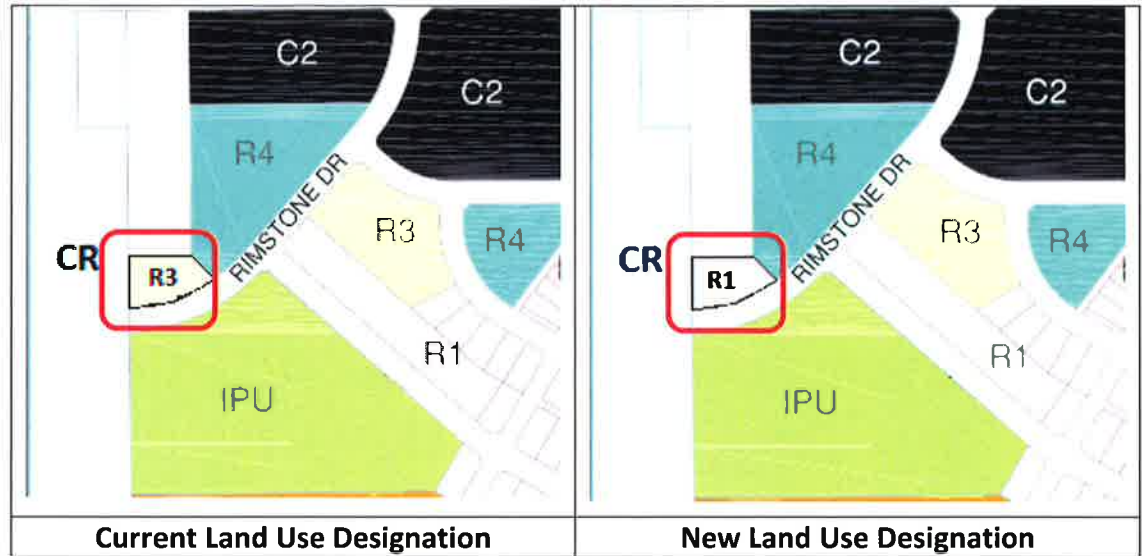 C2
C2
R4
RIMSTONE DR
R3
R4
CR
R3
R1
IPU
Current Land Use Designation
C2
C2
R4
RIMSTONE DR
R3
R4
CR
R1
R1
IPU
New Land Use Designation